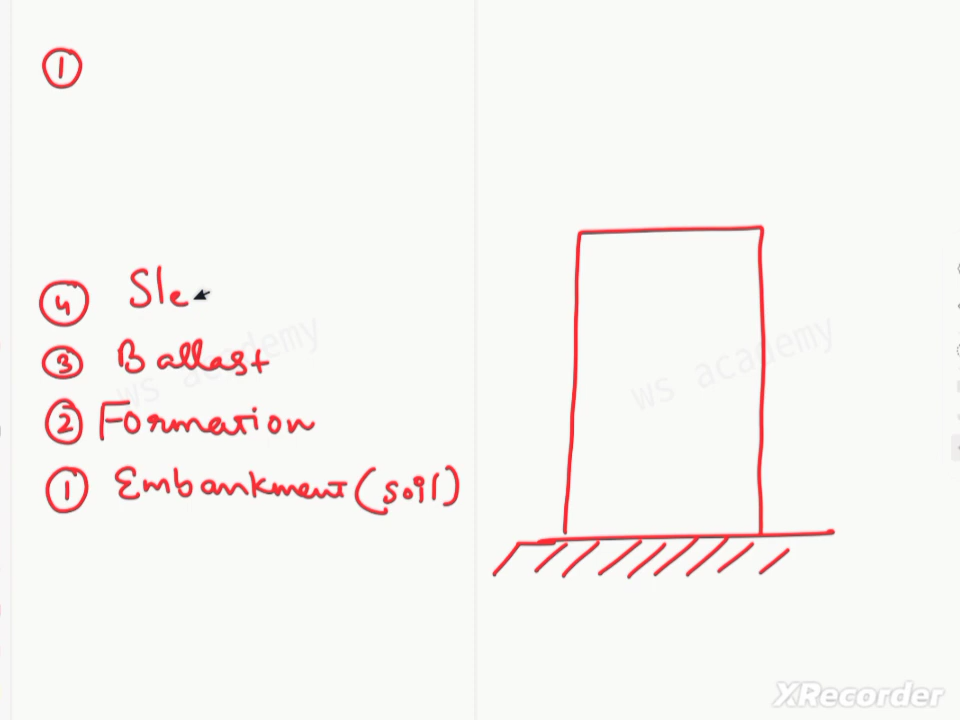 ①
④ Sle
③ Ballast
② Formation
① Embankment (soil)
ws academy
ws academy
XRecorder